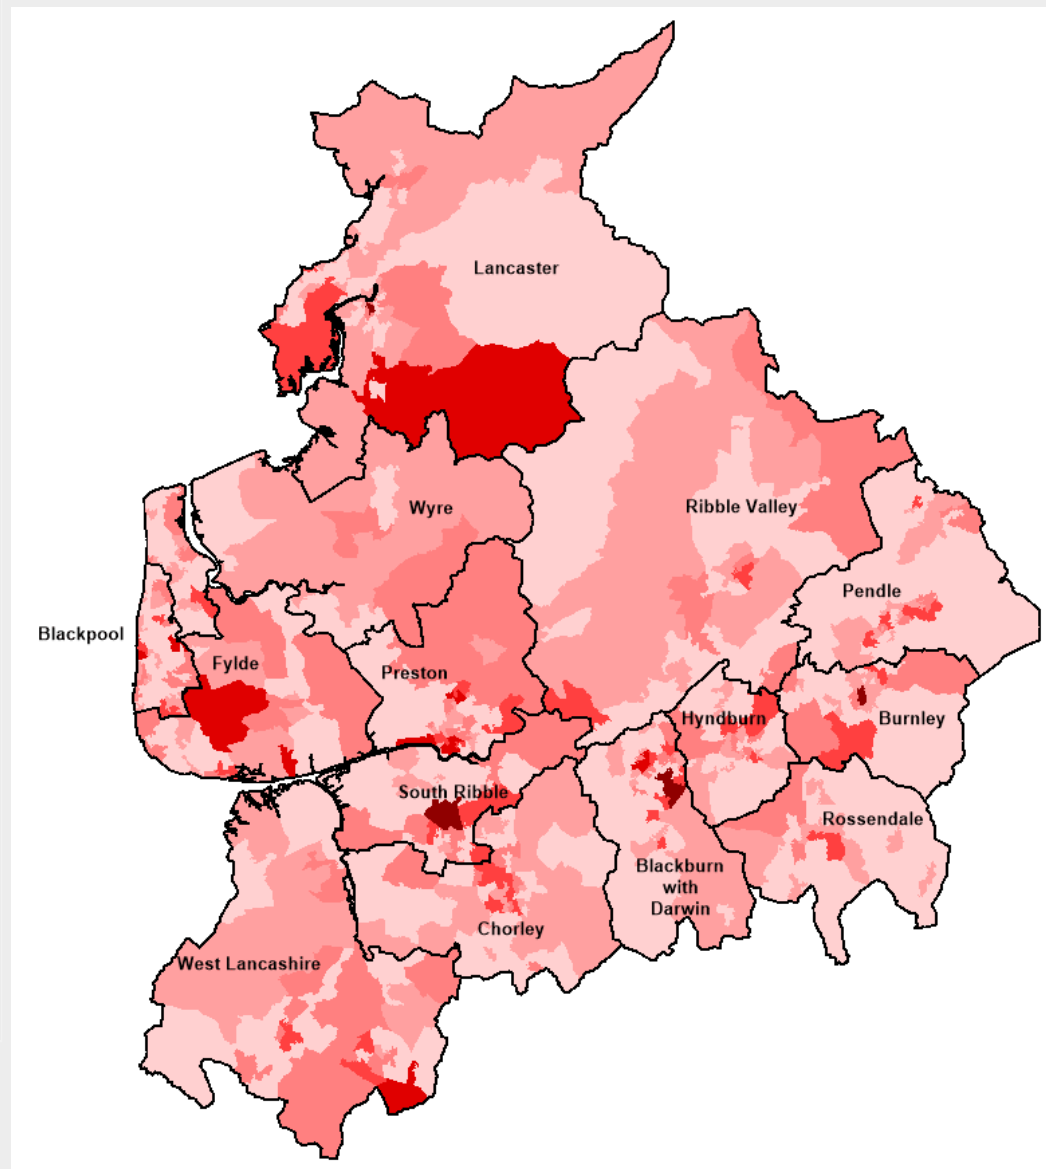 Lancaster
Wyre
Ribble Valley
Pendle
Blackpool
Fylde
Preston
Hyndburn
Burnley
South Ribble
Rossendale
Blackburn
with
Darwin
Chorley
West Lancashire